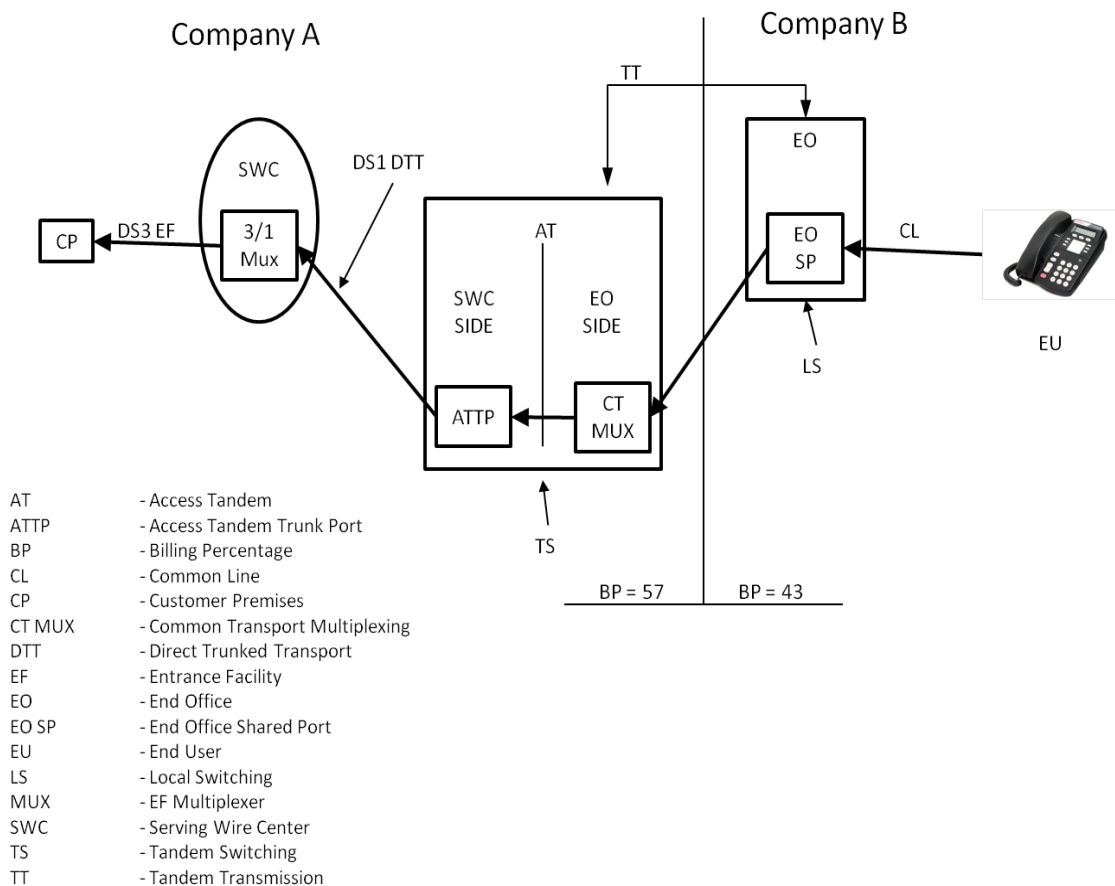 Company A
Company B
TT
EO
SWC
DS1 DTT
AT
CP
DS3 EF
3/1
Mux
EO
SP
CL
SWC
SIDE
EO
SIDE
LS
EU
ATTP
CT
MUX
TS
BP = 57
BP = 43
AT - Access Tandem
ATTP - Access Tandem Trunk Port
BP - Billing Percentage
CL - Common Line
CP - Customer Premises
CT MUX - Common Transport Multiplexing
DTT - Direct Trunked Transport
EF - Entrance Facility
EO - End Office
EO SP - End Office Shared Port
EU - End User
LS - Local Switching
MUX - EF Multiplexer
SWC - Serving Wire Center
TS - Tandem Switching
TT - Tandem Transmission